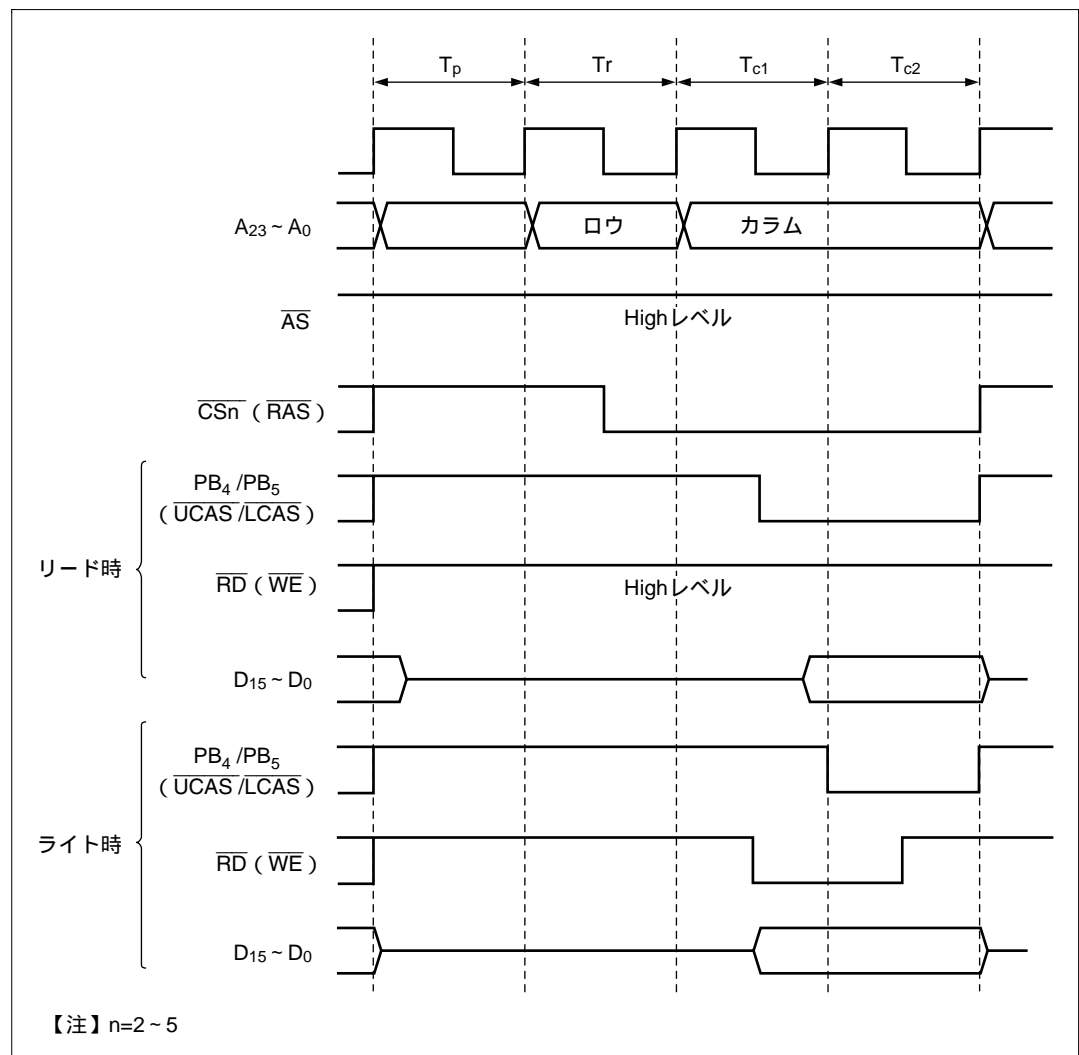 Tp Tr Tc1 Tc2
A23~A0 ロウ カラム
AS Highレベル
CSn(RAS)
リード時
PB4/PB5
(UCAS/LCAS)
RD(WE) Highレベル
D15~D0
ライト時
PB4/PB5
(UCAS/LCAS)
RD(WE)
D15~D0
【注】n=2~5